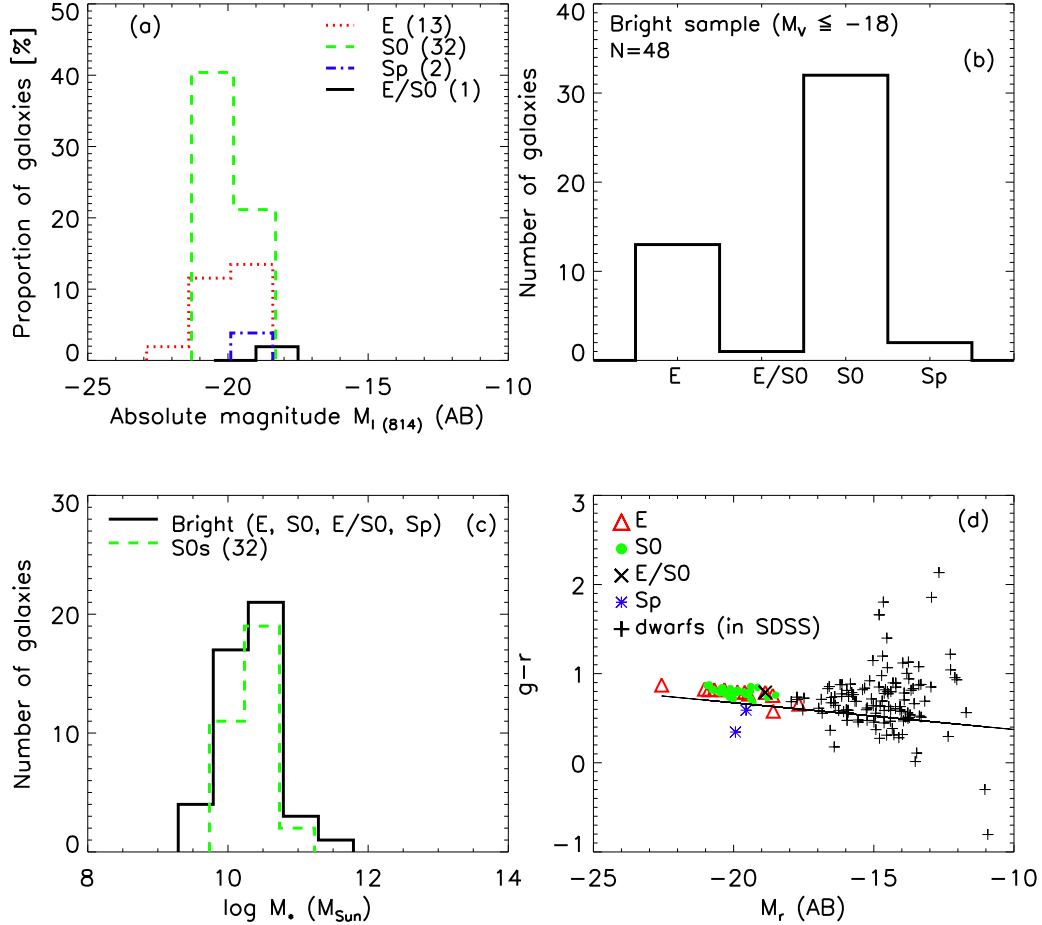 (a)
E (13)
S0 (32)
Sp (2)
E/S0 (1)
50
40
30
20
10
0
Proportion of galaxies [%]
-25
-20
-15
-10
Absolute magnitude M_I (814) (AB)
Bright sample (M_V ≦ -18)
N=48
(b)
40
30
20
10
0
Number of galaxies
E
E/S0
S0
Sp
Bright (E, S0, E/S0, Sp)
(c)
S0s (32)
30
20
10
0
Number of galaxies
8
10
12
14
log M_* (M_Sun)
(d)
E
S0
E/S0
Sp
dwarfs (in SDSS)
3
2
1
0
-1
g-r
-25
-20
-15
-10
M_r (AB)